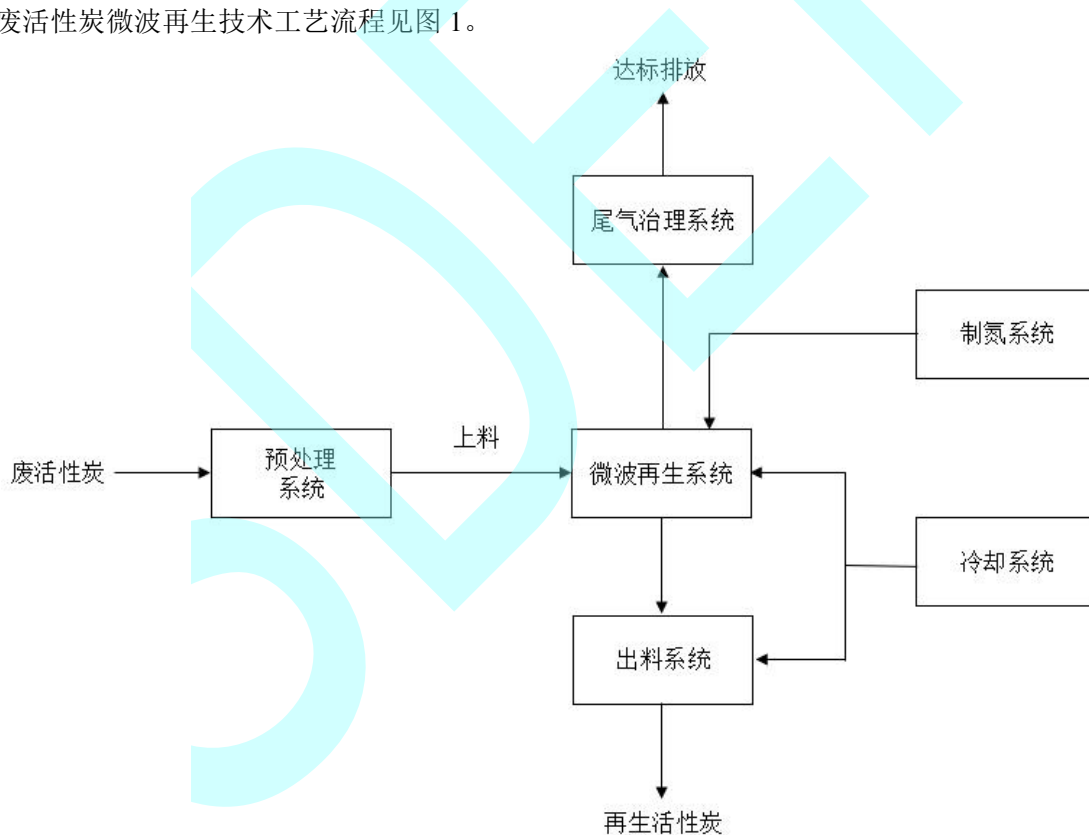 废活性炭微波再生技术工艺流程见图 1。
达标排放
尾气治理系统
制氮系统
上料
废活性炭
预处理
系统
微波再生系统
冷却系统
出料系统
再生活性炭